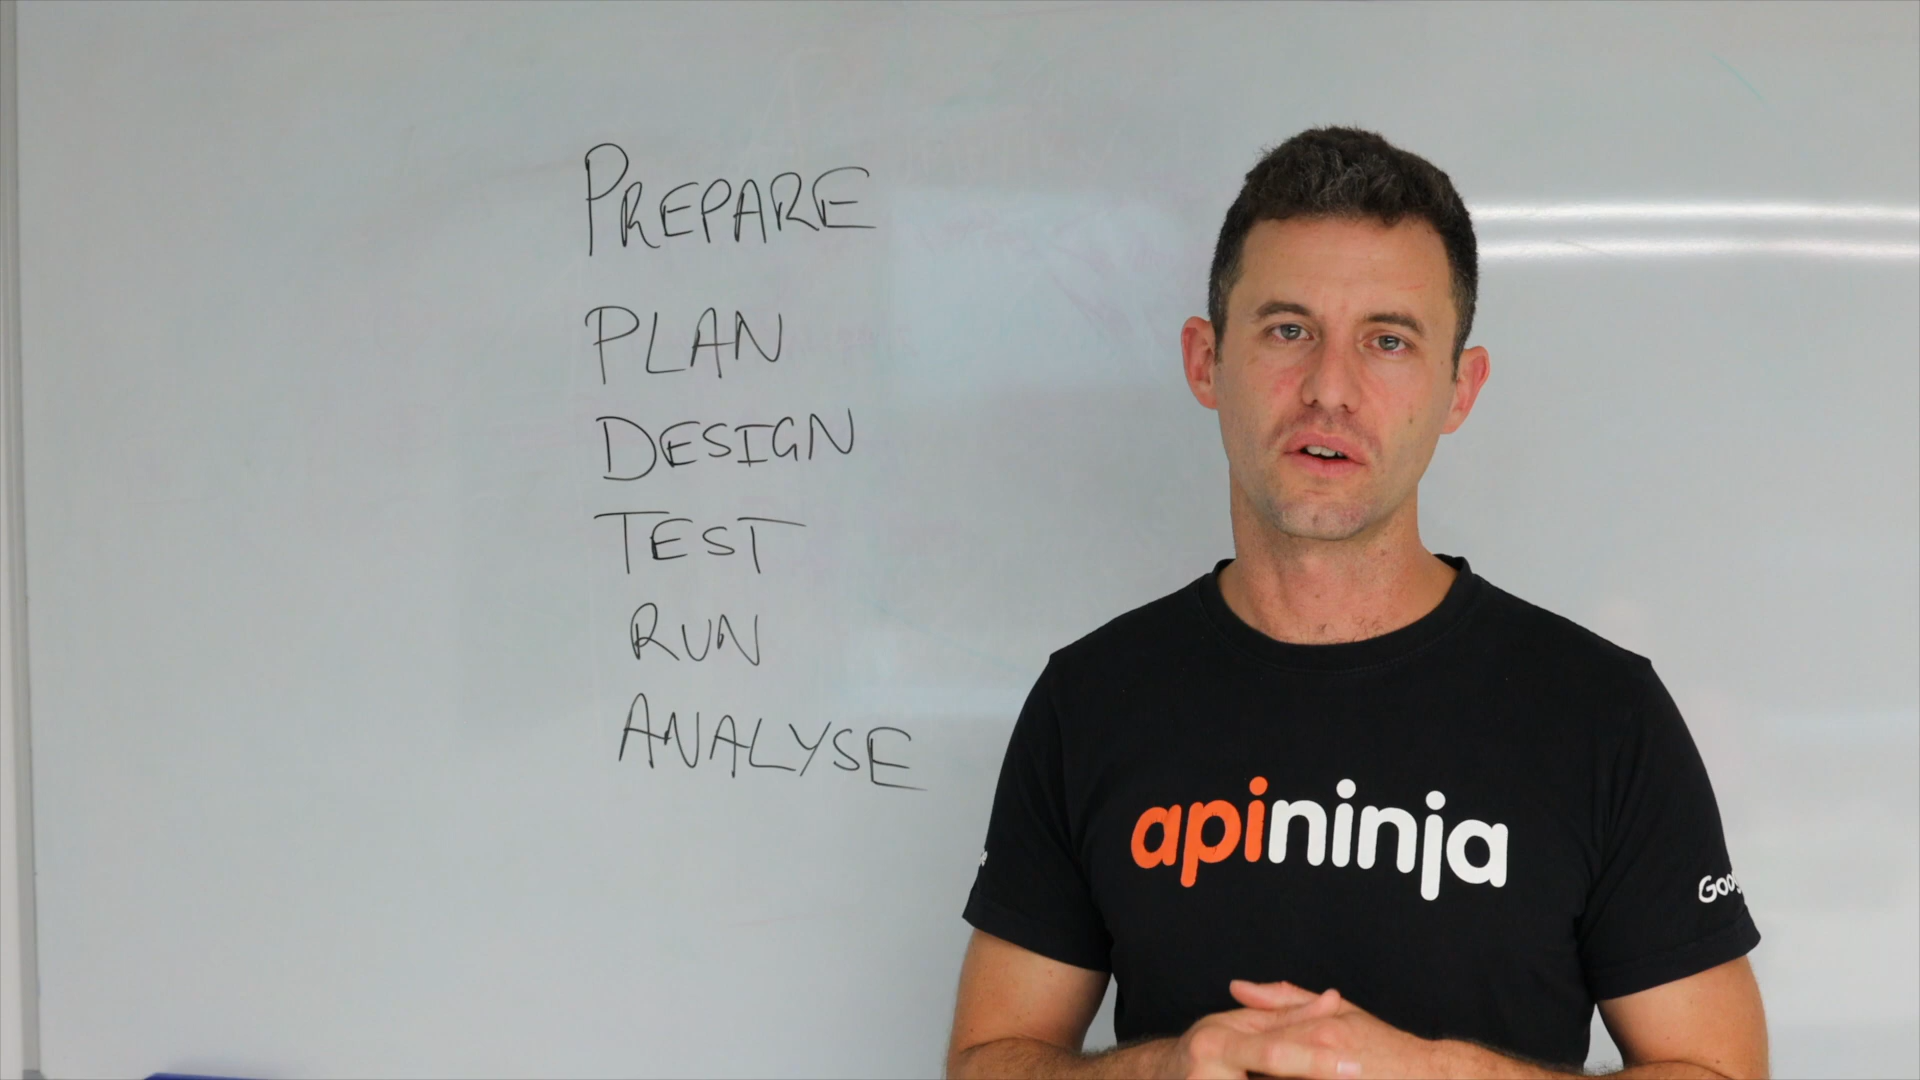 PREPARE
PLAN
DESIGN
TEST
RUN
ANALYSE
apininja